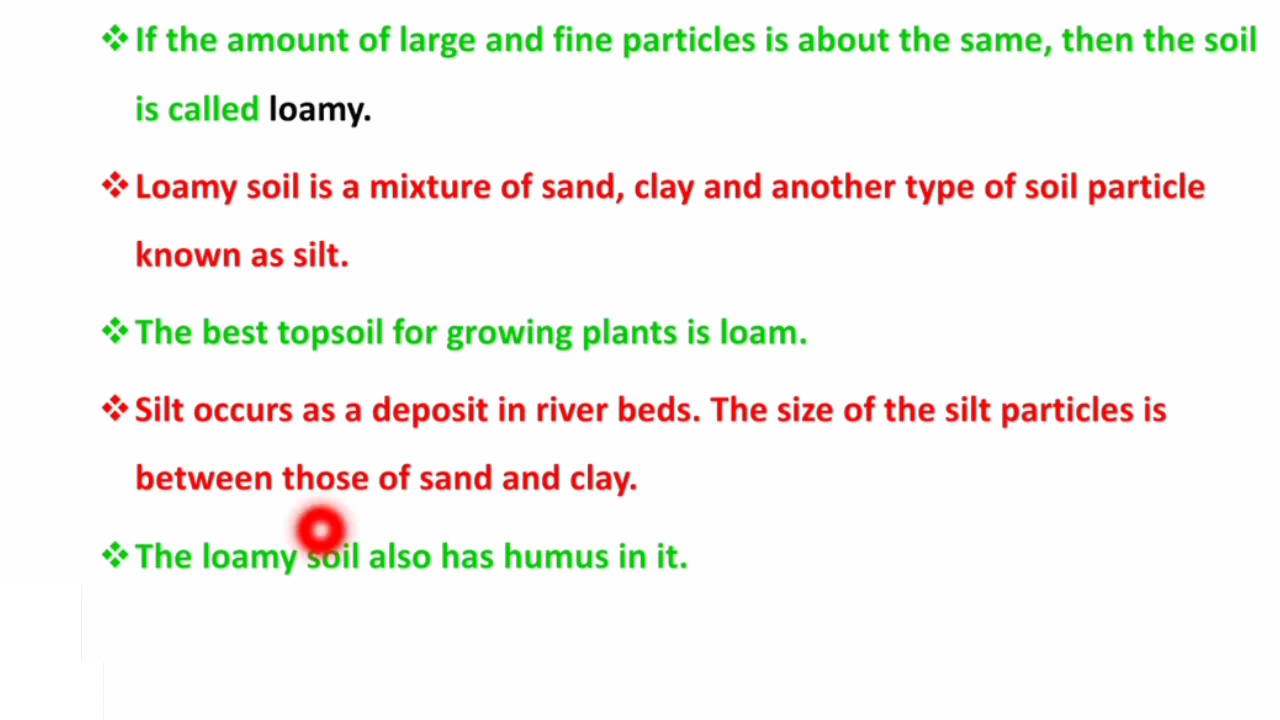 ❖If the amount of large and fine particles is about the same, then the soil
is called loamy.
❖Loamy soil is a mixture of sand, clay and another type of soil particle
known as silt.
❖The best topsoil for growing plants is loam.
❖Silt occurs as a deposit in river beds. The size of the silt particles is
between those of sand and clay.
❖The loamy soil also has humus in it.